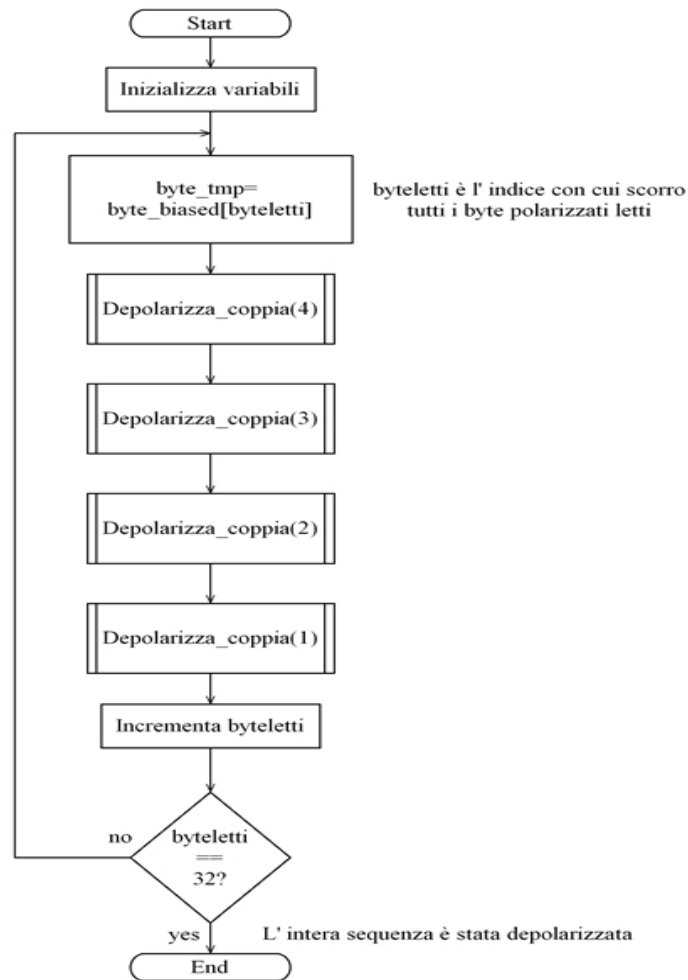 Start
Inizializza variabili
byte_tmp=
byte_biased[byteletti]
byteletti è l' indice con cui scorro
tutti i byte polarizzati letti
Depolarizza_coppia(4)
Depolarizza_coppia(3)
Depolarizza_coppia(2)
Depolarizza_coppia(1)
Incrementa byteletti
no
byteletti
==
32?
yes
L' intera sequenza è stata depolarizzata
End